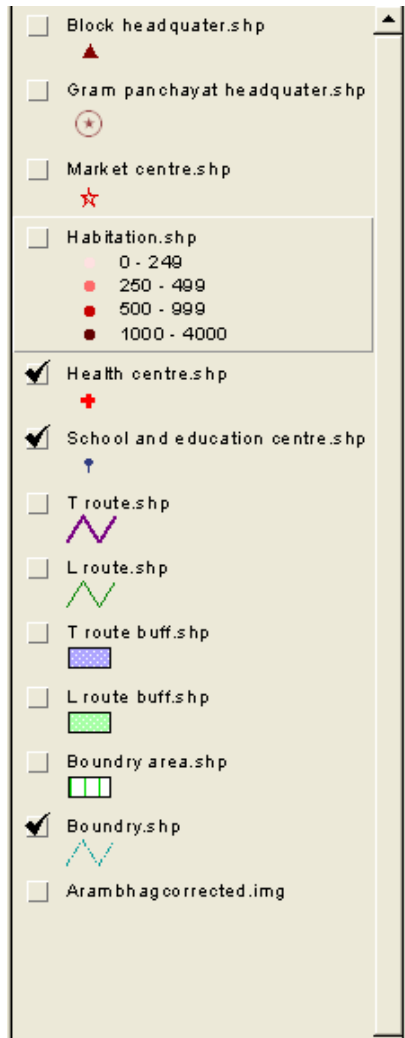 Block headquater.shp
Gram panchayat headquater.shp
Market centre.shp
Habitation.shp
0 - 249
250 - 499
500 - 999
1000 - 4000
Health centre.shp
School and education centre.shp
T route.shp
L route.shp
T route buff.shp
L route buff.shp
Boundry area.shp
Boundry.shp
Arambhagcorrected.img